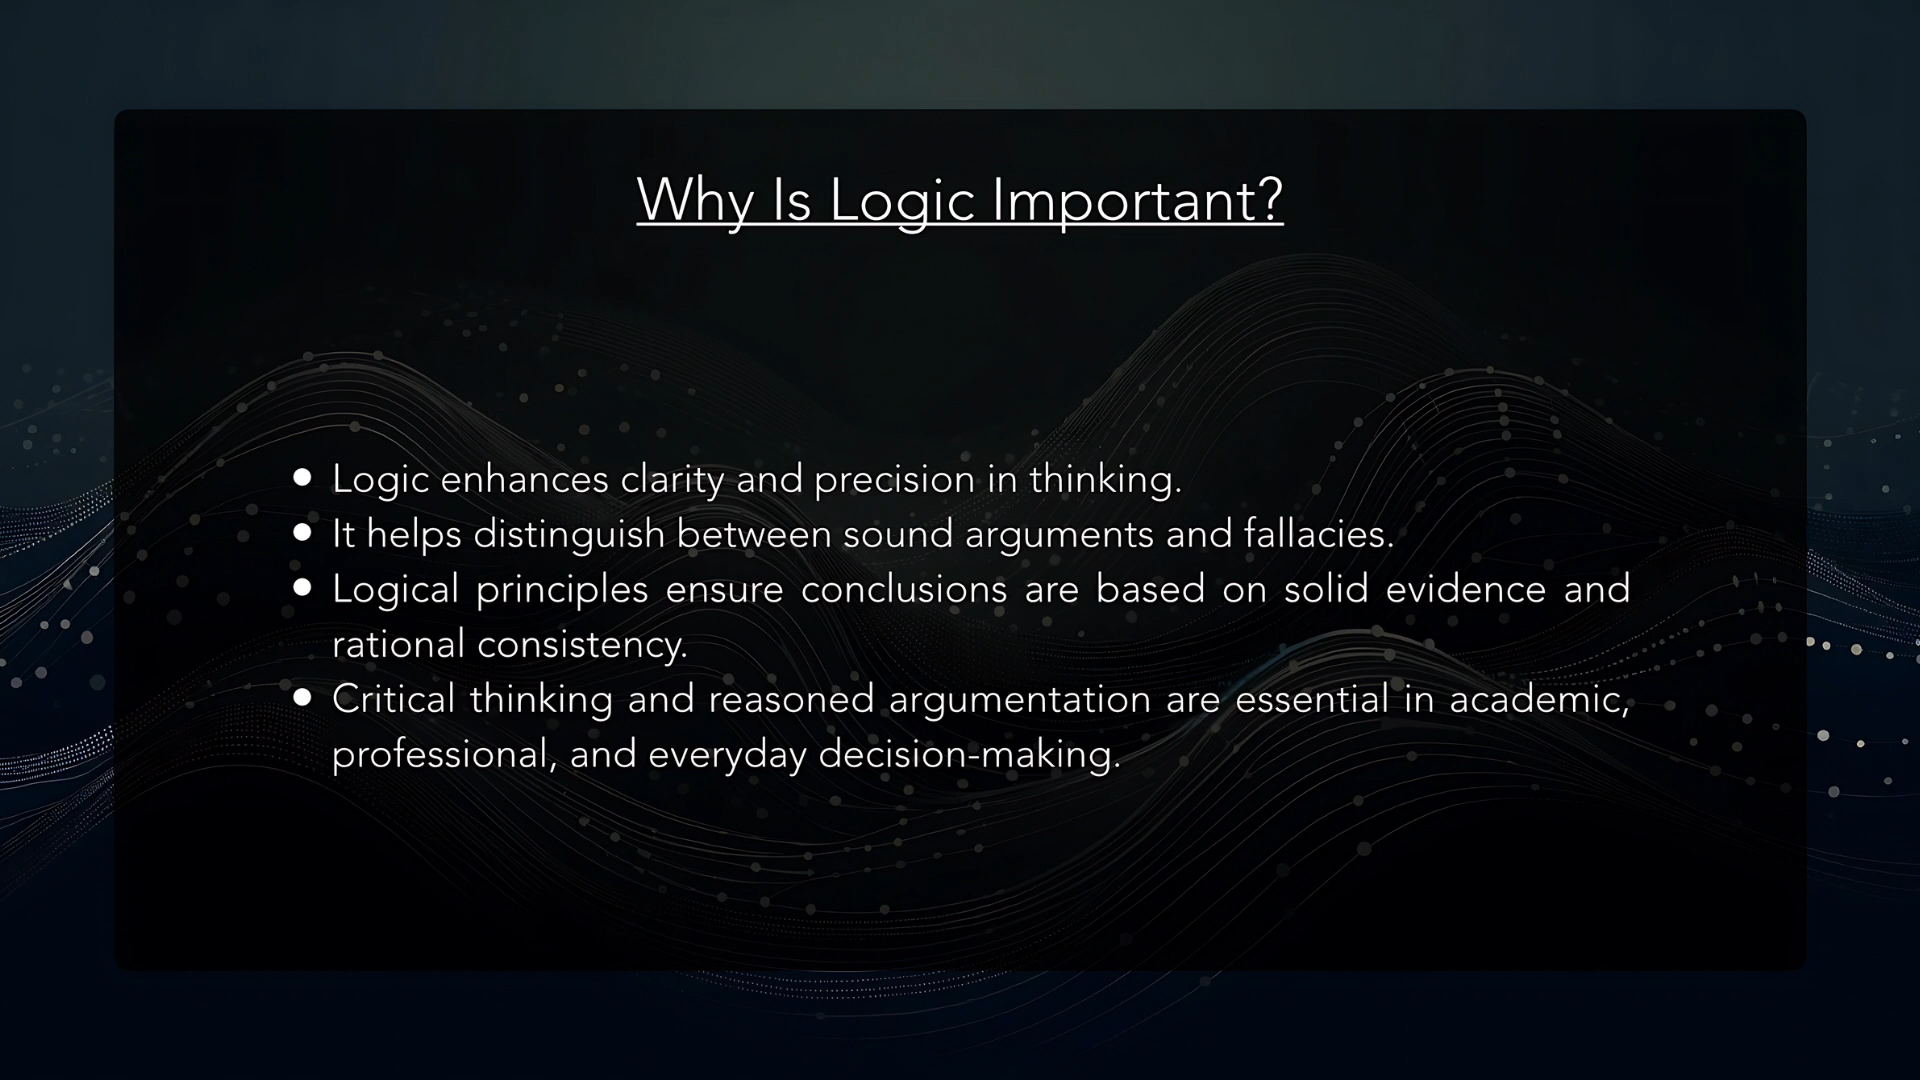 Why Is Logic Important?
● Logic enhances clarity and precision in thinking.
● It helps distinguish between sound arguments and fallacies.
● Logical principles ensure conclusions are based on solid evidence and
rational consistency.
● Critical thinking and reasoned argumentation are essential in academic,
professional, and everyday decision-making.